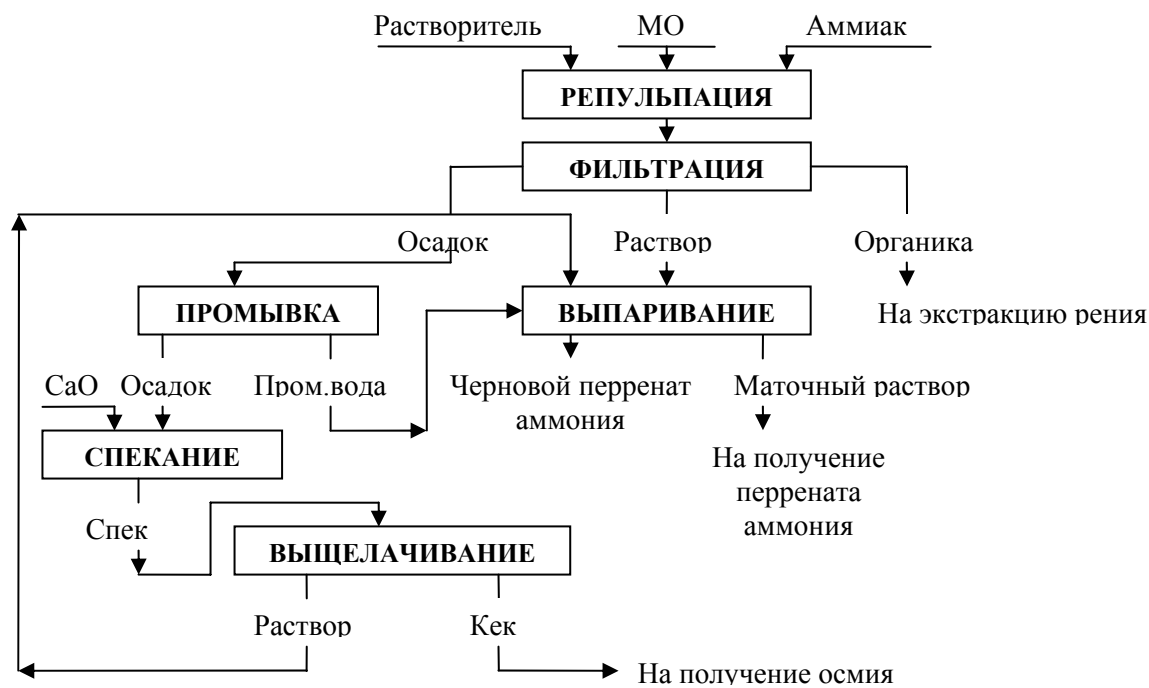 Растворитель МО Аммиак
РЕПУЛЬПАЦИЯ
ФИЛЬТРАЦИЯ
Осадок Раствор Органика
ПРОМЫВКА ВЫПАРИВАНИЕ На экстракцию рения
СаО Осадок Пром.вода Черновой перренат Маточный раствор
аммония
СПЕКАНИЕ На получение
перрената
аммония
Спек
ВЫЩЕЛАЧИВАНИЕ
Раствор Кек
На получение осмия